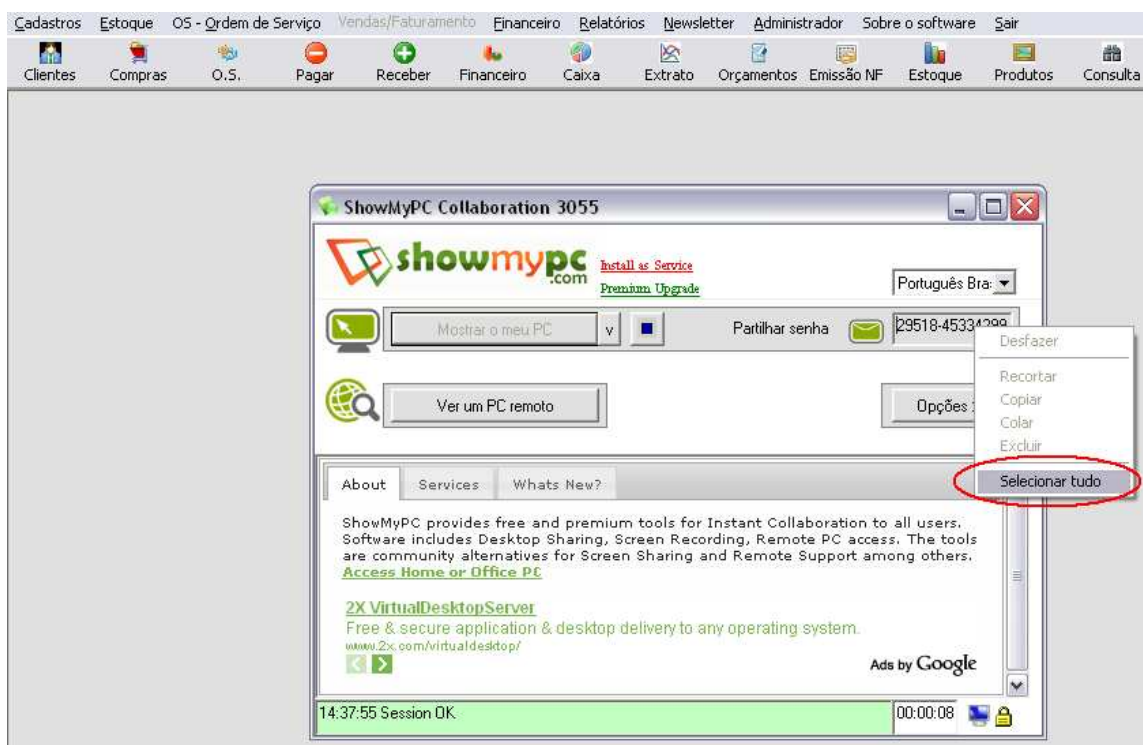 Cadastros Estoque OS - Ordem de Serviço Vendas/Faturamento Financeiro Relatórios Newsletter Administrador Sobre o software Sair
Clientes Compras O.S. Pagar Receber Financeiro Caixa Extrato Orçamentos Emissão NF Estoque Produtos Consulta
ShowMyPC Collaboration 3055
showmypc
.com
Install as Service
Premium Upgrade
Português Bra
Mostrar o meu PC v Partilhar senha 29518-45334299
Desfazer
Recortar
Copiar
Colar
Excluir
Selecionar tudo
Ver um PC remoto Opções
About Services Whats New?
ShowMyPC provides free and premium tools for Instant Collaboration to all users.
Software includes Desktop Sharing, Screen Recording, Remote PC access. The tools
are community alternatives for Screen Sharing and Remote Support among others.
Access Home or Office PC
2X VirtualDesktopServer
Free & secure application & desktop delivery to any operating system.
www.2x.com/virtualdesktop/
Ads by Google
14:37:55 Session OK 00:00:08